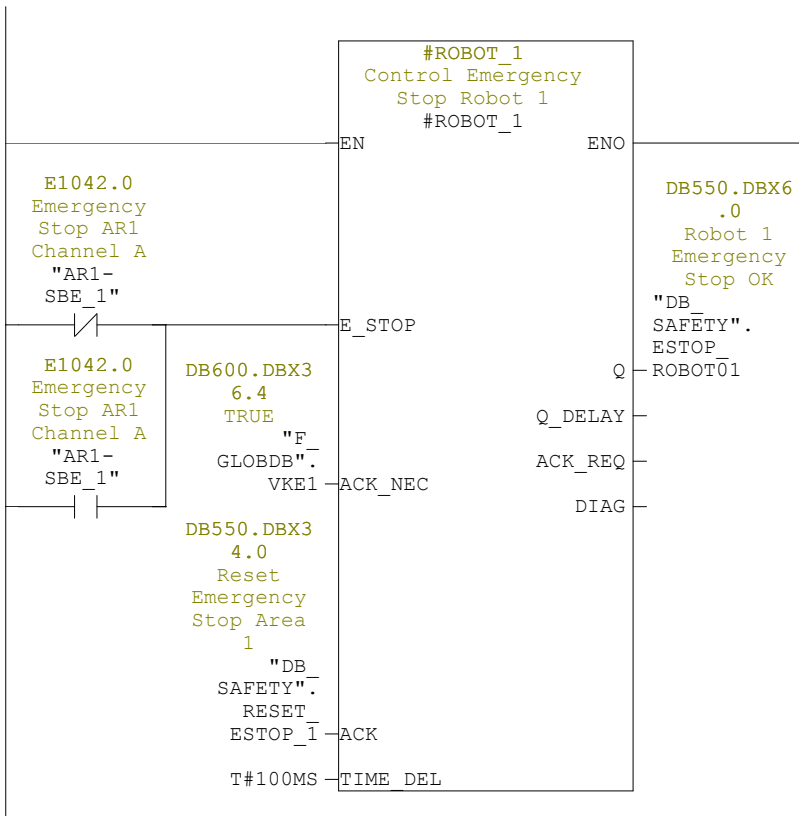 #ROBOT_1
Control Emergency
Stop Robot 1
#ROBOT_1
EN
ENO
E1042.0
Emergency
Stop AR1
Channel A
"AR1-
SBE_1"
E_STOP
E1042.0
Emergency
Stop AR1
Channel A
"AR1-
SBE_1"
DB600.DBX3
6.4
TRUE
"F_
GLOBDB".
VKE1
ACK_NEC
DB550.DBX3
4.0
Reset
Emergency
Stop Area
1
"DB_
SAFETY".
RESET_
ESTOP_1
ACK
T#100MS
TIME_DEL
DB550.DBX6
.0
Robot 1
Emergency
Stop OK
"DB_
SAFETY".
ESTOP_
ROBOT01
Q
Q_DELAY
ACK_REQ
DIAG